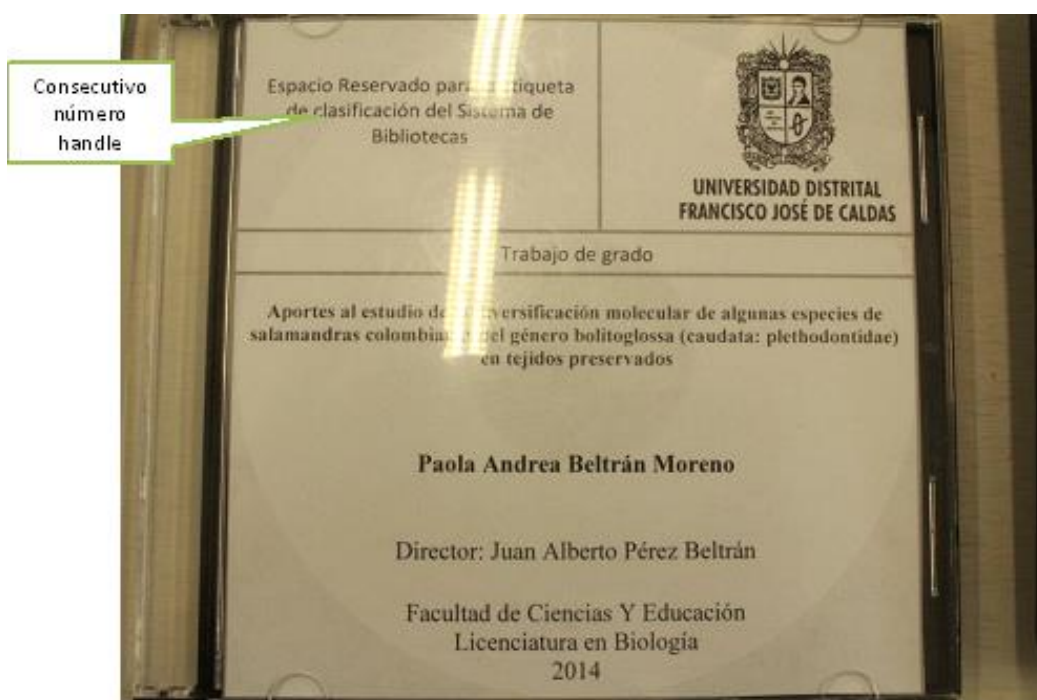 Consecutivo
número
handle
Espacio Reservado para etiqueta
de clasificación del Sistema de
Bibliotecas
UNIVERSIDAD DISTRITAL
FRANCISCO JOSÉ DE CALDAS
Trabajo de grado
Aportes al estudio de molecular de algunas especies de
salamandras género bolitoglossa (caudata: plethodontidae)
en tejidos preservados
Paola Andrea Beltrán Moreno
Director: Juan Alberto Pérez Beltrán
Facultad de Ciencias Y Educación
Licenciatura en Biología
2014